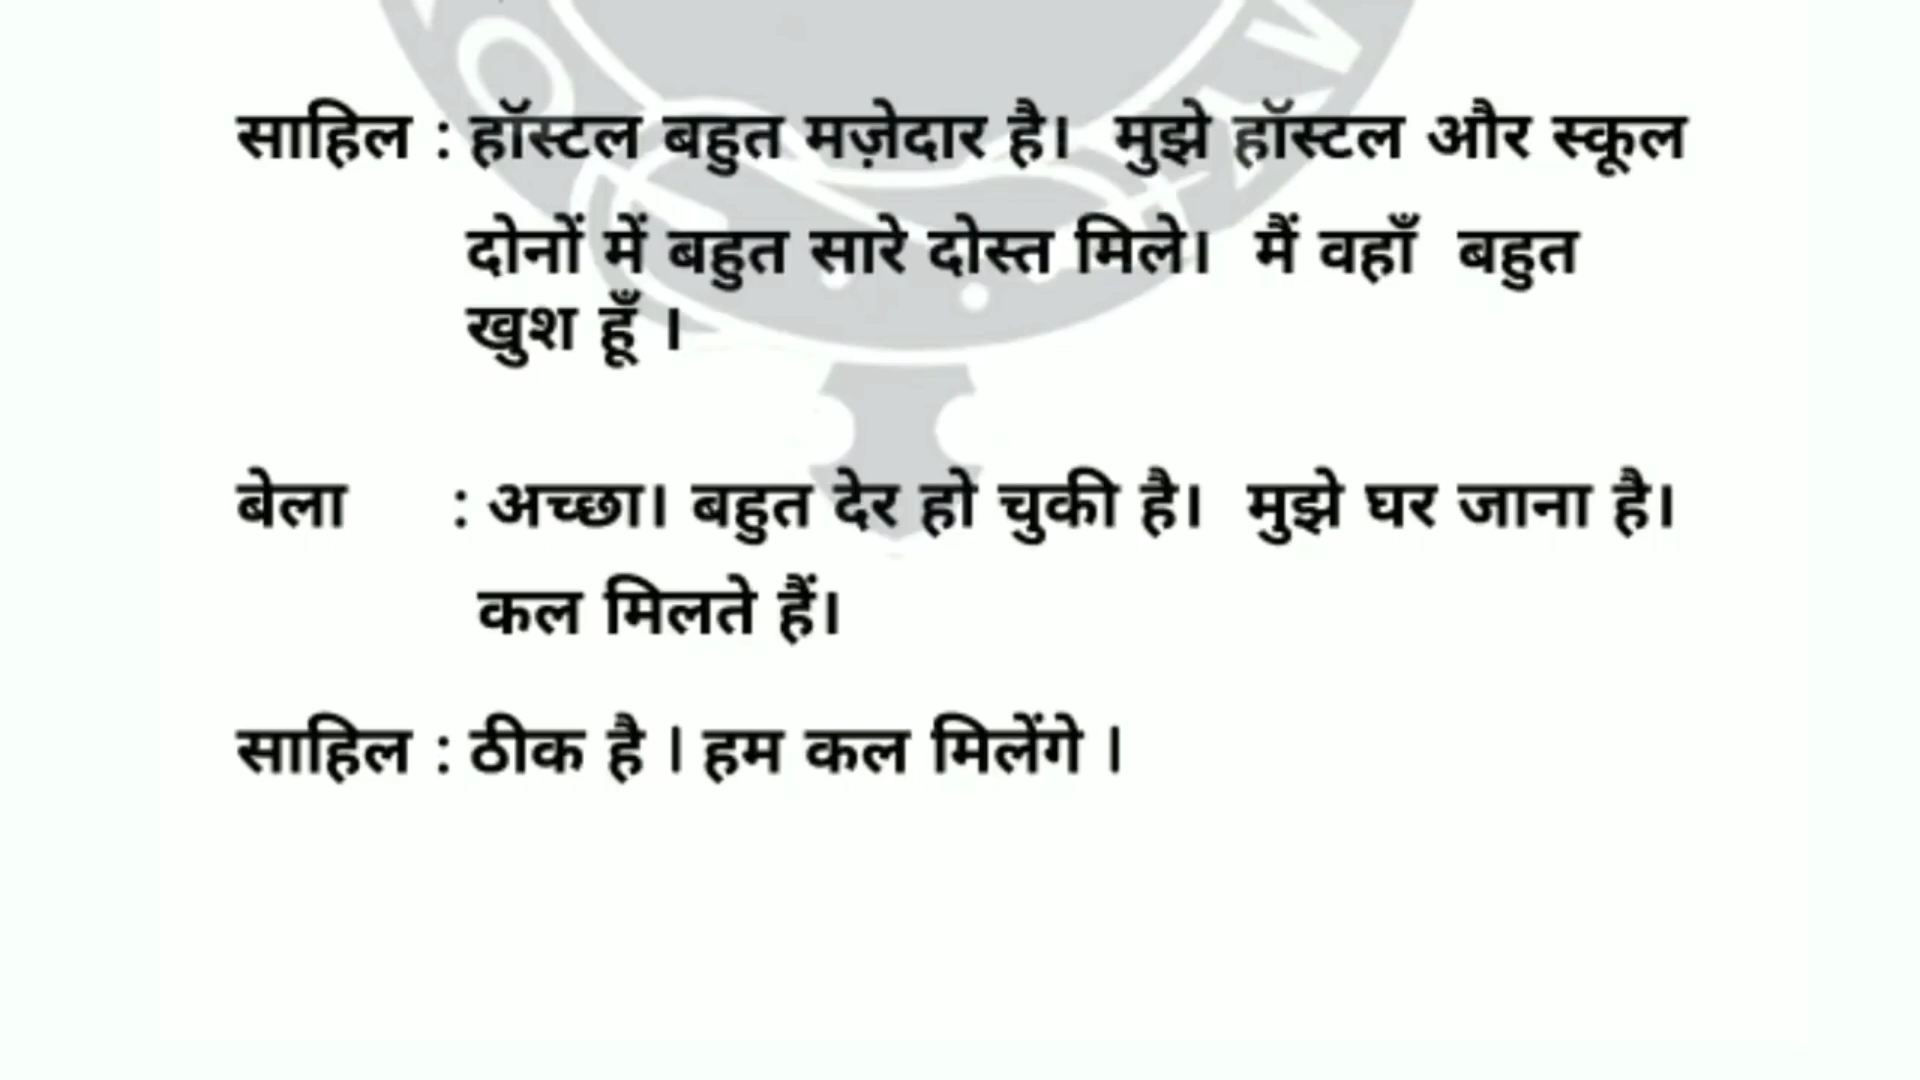 साहिल : हॉस्टल बहुत मज़ेदार है। मुझे हॉस्टल और स्कूल
दोनों में बहुत सारे दोस्त मिले। मैं वहाँ बहुत
खुश हूँ ।
बेला : अच्छा। बहुत देर हो चुकी है। मुझे घर जाना है।
कल मिलते हैं।
साहिल : ठीक है । हम कल मिलेंगे ।